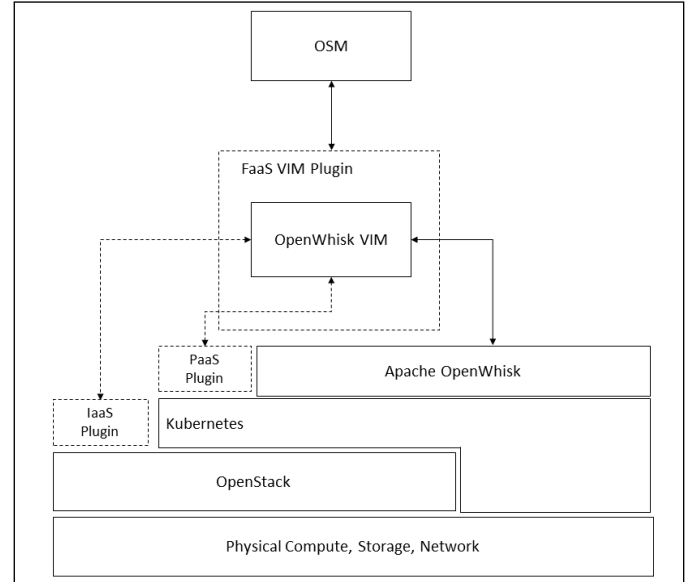 OSM
FaaS VIM Plugin
OpenWhisk VIM
PaaS
Plugin
Apache OpenWhisk
IaaS
Plugin
Kubernetes
OpenStack
Physical Compute, Storage, Network